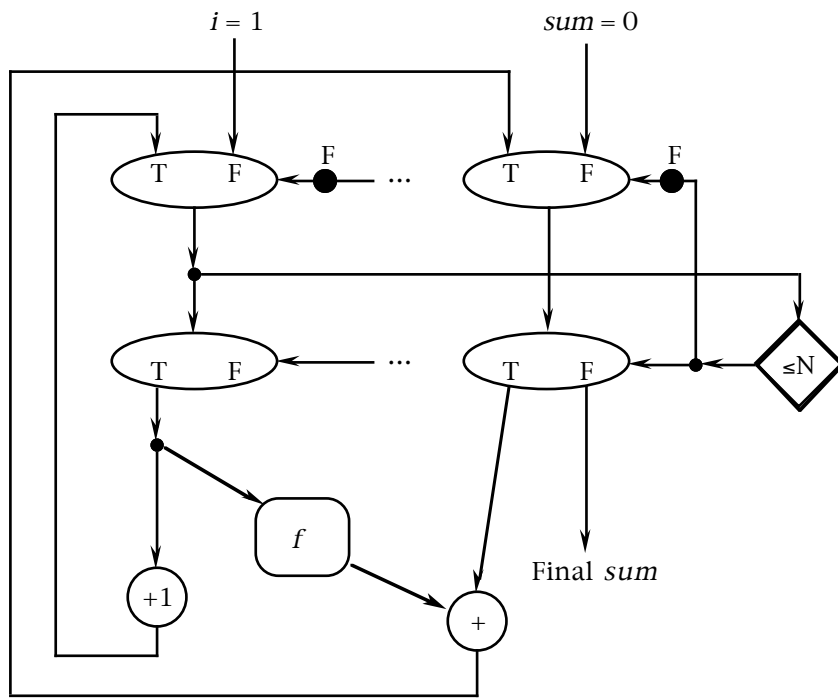 i = 1 sum = 0
F F
T F ... T F
T F ... T F ≤N
f
Final sum
+1
+